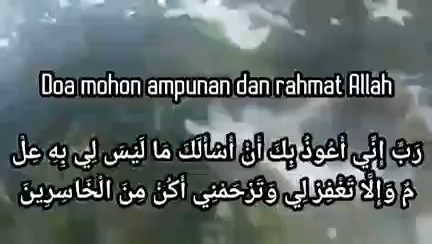 Doa mohon ampunan dan rahmat Allah
رَبِّ إِنِّي أَعُوذُ بِكَ أَنْ أَسْأَلَكَ مَا لَيْسَ لِي بِهِ عِلْ
مٌ وَإِلَّا تَغْفِرْ لِي وَتَرْحَمْنِي أَكُنْ مِنَ الْخَاسِرِينَ